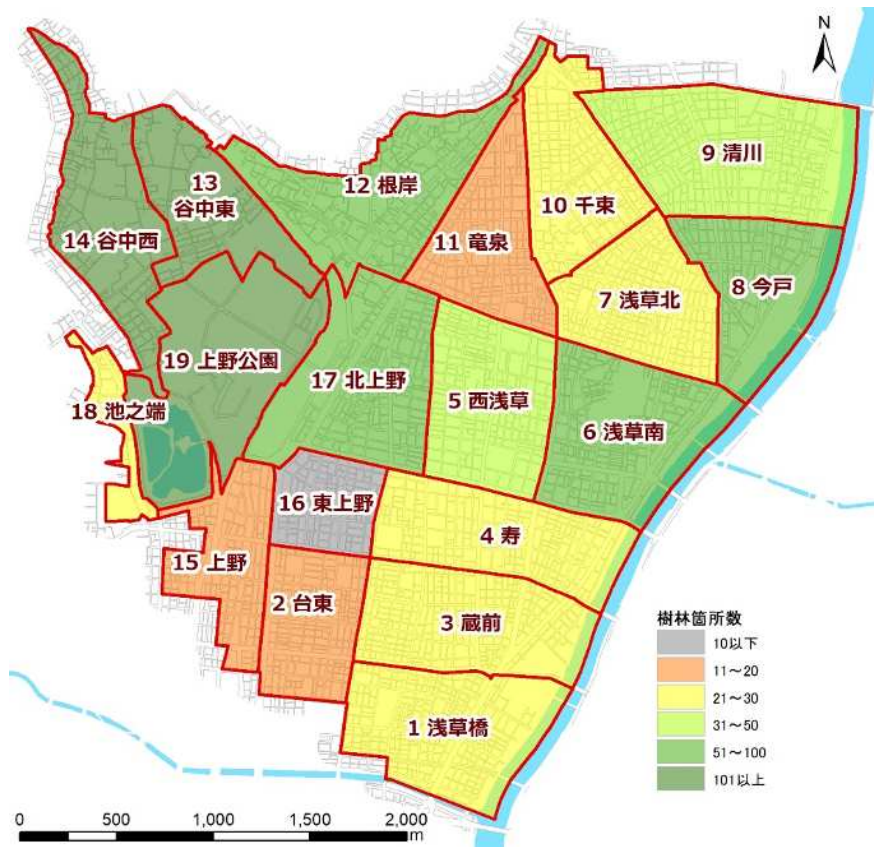 N
9 清川
13
谷中東
12 根岸
10 千束
14 谷中西
11 竜泉
8 今戸
7 浅草北
19 上野公園
17 北上野
5 西浅草
18 池之端
6 浅草南
16 東上野
4 寿
15 上野
2 台東
3 蔵前
1 浅草橋
樹林箇所数
10以下
11～20
21～30
31～50
51～100
101以上
0 500 1,000 1,500 2,000
m